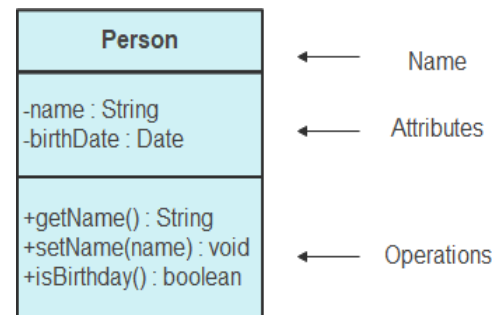 Person
Name
-name : String
-birthDate : Date
Attributes
+getName() : String
+setName(name) : void
+isBirthday() : boolean
Operations